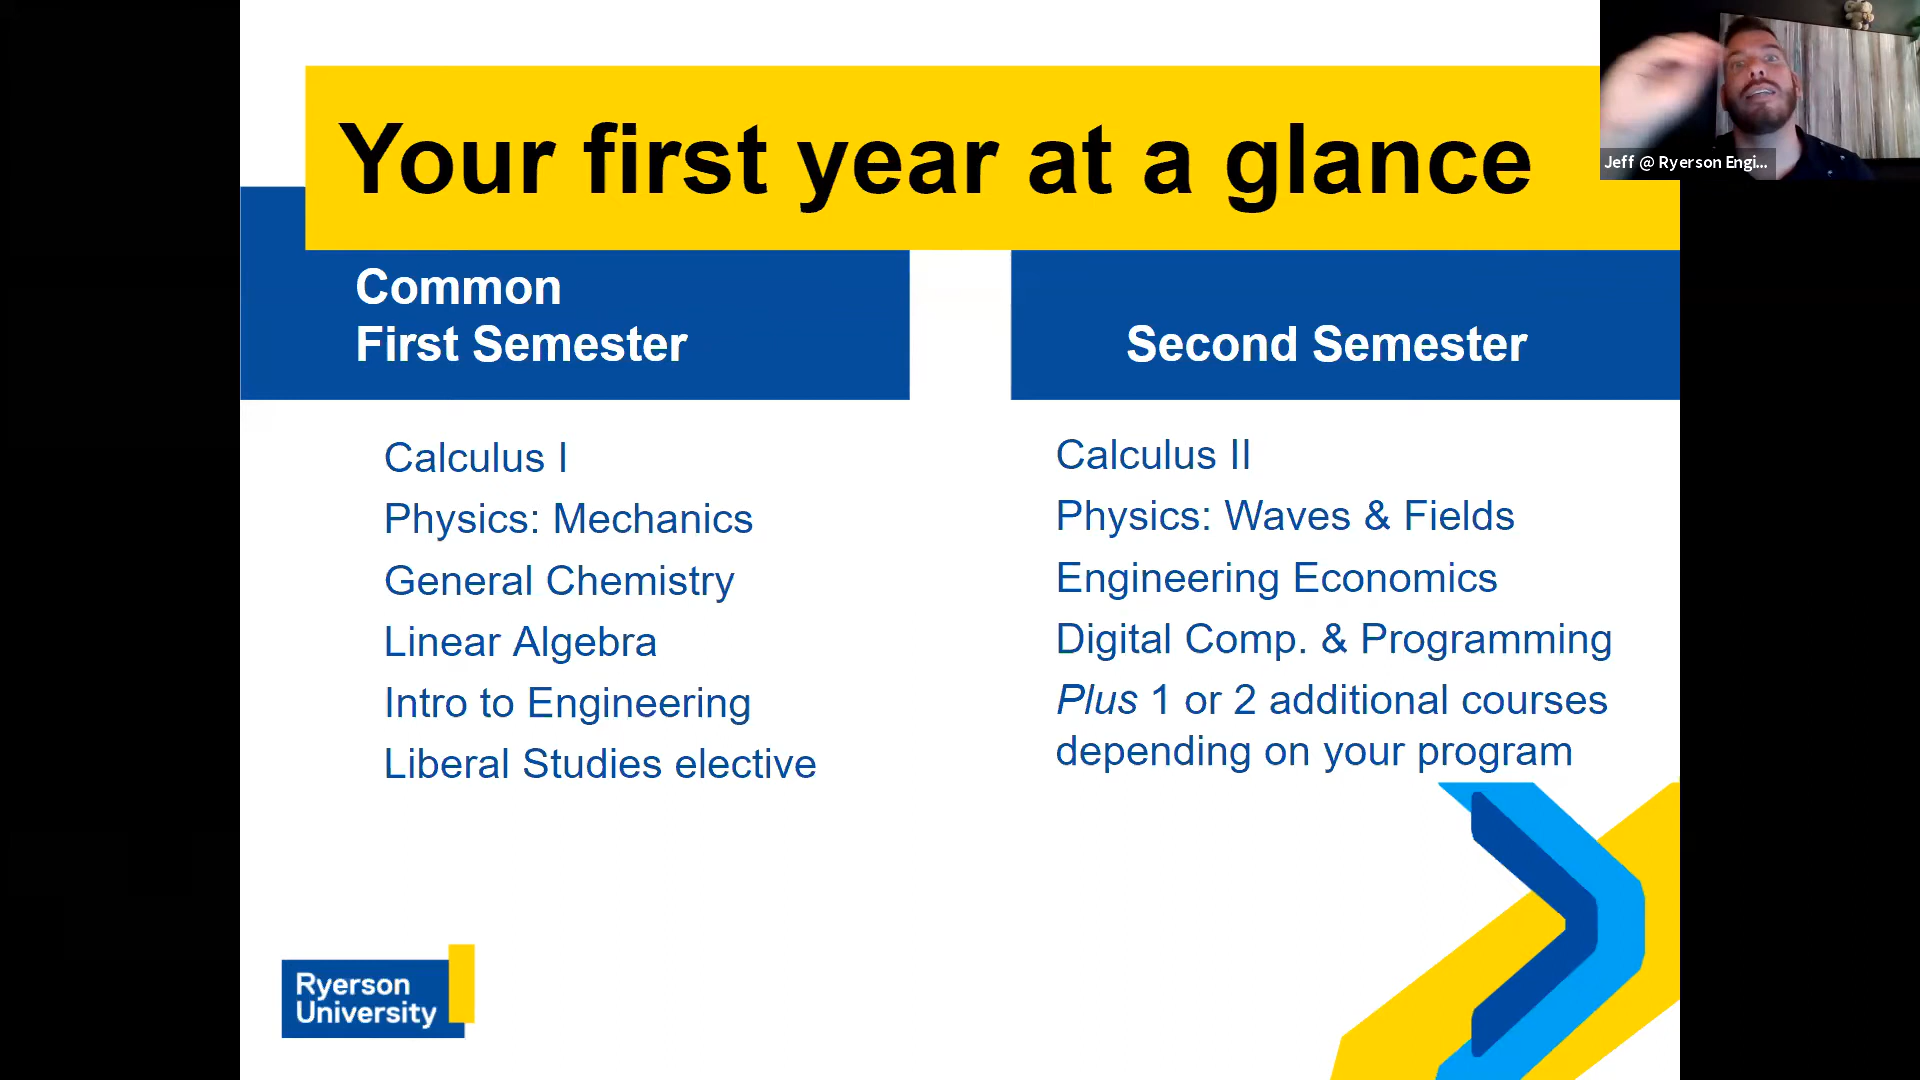 Your first year at a glance
Jeff @ Ryerson Engi...
Common
First Semester
Second Semester
Calculus I
Physics: Mechanics
General Chemistry
Linear Algebra
Intro to Engineering
Liberal Studies elective
Calculus II
Physics: Waves & Fields
Engineering Economics
Digital Comp. & Programming
Plus 1 or 2 additional courses
depending on your program
Ryerson
University